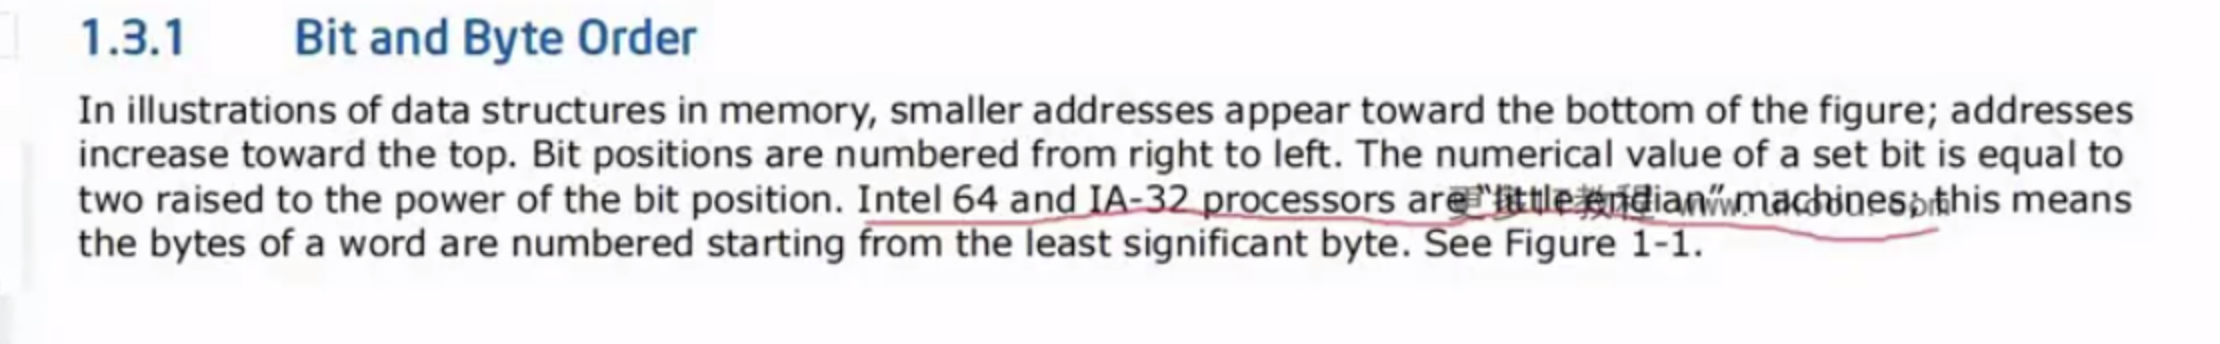 1.3.1 Bit and Byte Order
In illustrations of data structures in memory, smaller addresses appear toward the bottom of the figure; addresses
increase toward the top. Bit positions are numbered from right to left. The numerical value of a set bit is equal to
two raised to the power of the bit position. Intel 64 and IA-32 processors are “little endian” machines; this means
the bytes of a word are numbered starting from the least significant byte. See Figure 1-1.